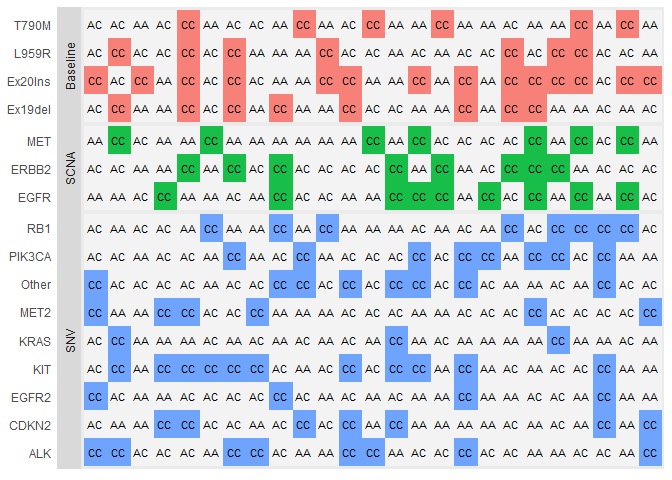 Baseline
T790M AC AC AA AC CC AA AC AC AA CC AA AC CC AA AA CC AA AA AC AA AA CC AA CC AA
L959R AC CC AC AC CC AC CC AA AA AA CC AC AC AA AC AA AC AC CC AC CC CC AC AC AA
Ex20Ins CC AC CC AA CC AC CC AC AA AC CC CC AA AA CC AA CC AA CC CC CC CC AC CC CC
Ex19del AC CC AA AA CC AC CC AA CC AA AA CC AC AC AA AA CC AA CC CC AA AA AC AA AC
SCNA
MET AA CC AC AA AA CC AA AA AA AA AA AA CC AA CC AC AC AC AC CC AA CC AC CC AA
ERBB2 AC AC AA AA CC AA CC AC CC AC AC AC AC CC AA CC AA AC CC CC CC AA AC AC AC
EGFR AA AA AC CC AA AA AC AA CC AC AA AA AA CC CC CC AA CC AC CC AA CC AA CC AA
SNV
RB1 AC AA AC AC AA CC AA AA CC AA CC AA AA AA AC AA AC AA CC AC CC CC CC CC AC
PIK3CA AC AC AA AC AC AA CC AA AA CC AA AC AC AC CC AC CC CC AA CC CC AC CC AA AA
Other CC AC AC AC AC AA AC AC CC CC AC CC AC CC CC AC CC AC AA AA AA AC CC AC AC
MET2 CC AA AA CC CC AC AC CC AA AA AA AA AA AA AA AA AC AC AC CC AC AC AC AC CC
KRAS AC CC AA AA AA AC AA AC AA AA AC AA AC CC AA AC AA AA AA AA CC AA AA AC AA
KIT AC CC AA CC CC CC CC CC AC AA AC CC AC CC CC AA CC AA AC AA AC AC CC AA AA
EGFR2 CC AC AA AA AC AC AC AC CC AC AA AC AA AC AA AA CC AA AA AC AC AA CC AA AA
CDKN2 AC AA AA CC CC AC AC AA AC CC AC CC AA CC AA AA AA AA AC AA AC AA CC AA CC
ALK CC CC AC AC AC AA CC CC AC AA AA CC CC AA AA AC CC AC AC AA AA AC AC AA CC